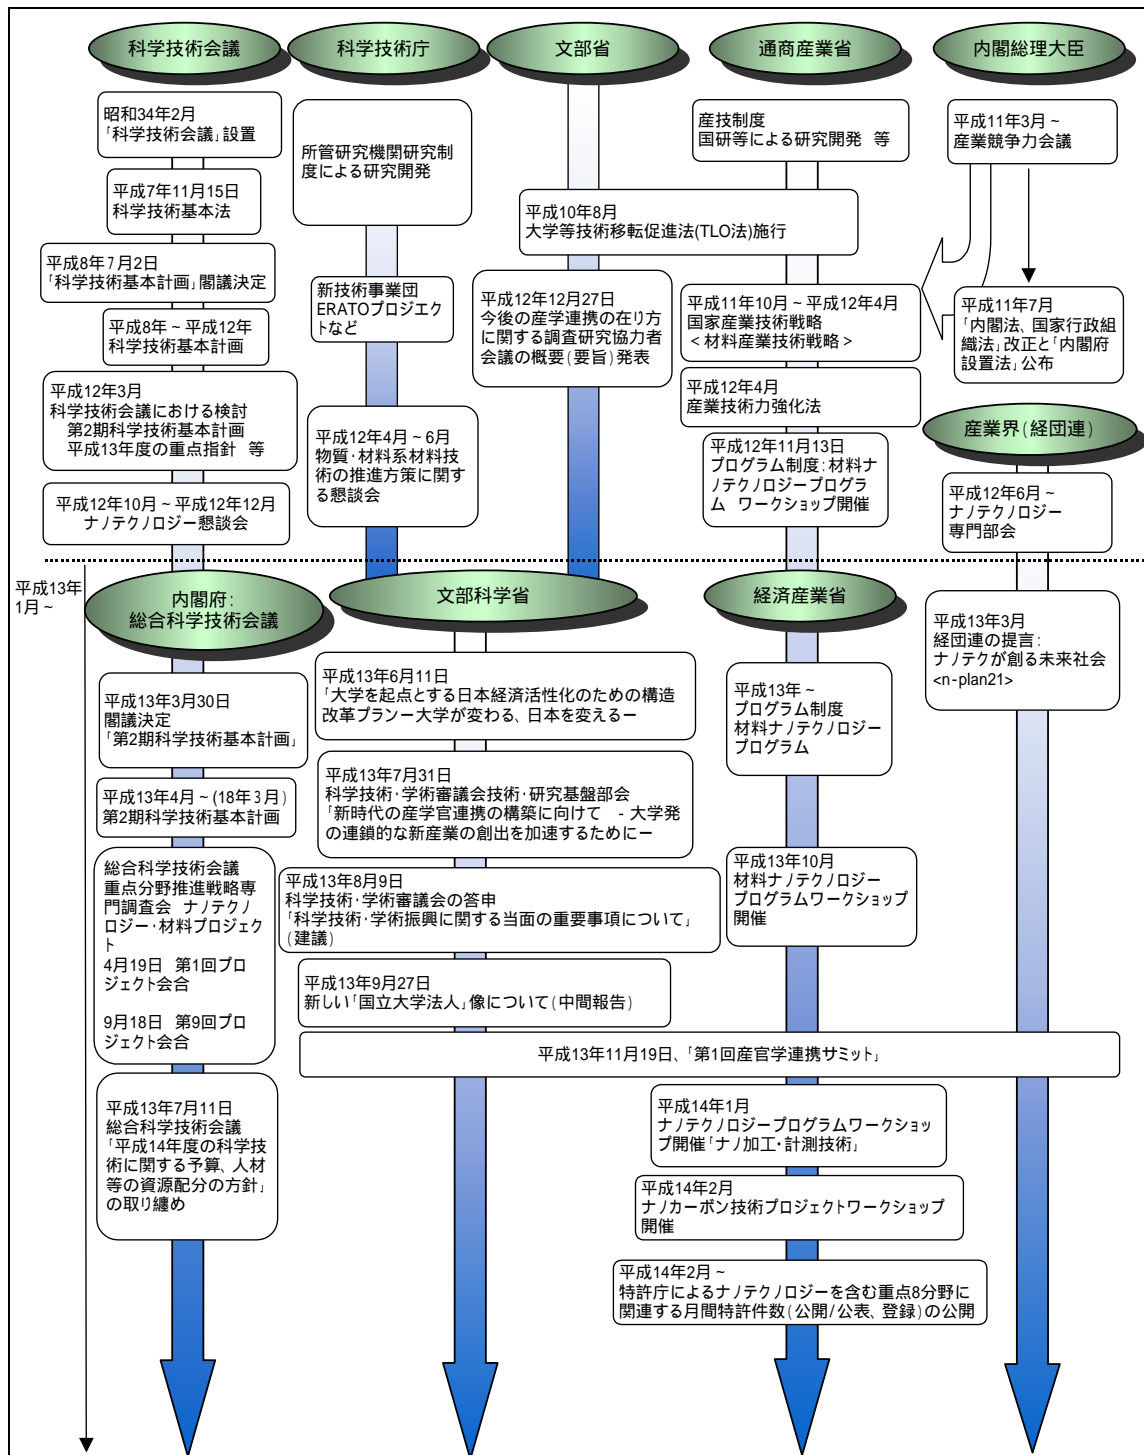 科学技術会議
科学技術庁
文部省
通商産業省
内閣総理大臣
昭和34年2月
「科学技術会議」設置
平成7年11月15日
科学技術基本法
平成8年7月2日
「科学技術基本計画」閣議決定
平成8年～平成12年
科学技術基本計画
平成12年3月
科学技術会議における検討
第2期科学技術基本計画
平成13年度の重点指針 等
平成12年10月～平成12年12月
ナノテクノロジー懇談会
所管研究機関研究制
度による研究開発
新技術事業団
ERATOプロジエク
トなど
平成12年4月～6月
物質・材料系材料技
術の推進方策に関す
る懇談会
平成10年8月
大学等技術移転促進法(TLO法)施行
平成12年12月27日
今後の産学連携の在り方
に関する調査研究協力者
会議の概要(要旨)発表
産技制度
国研等による研究開発 等
平成11年10月～平成12年4月
国家産業技術戦略
＜材料産業技術戦略＞
平成12年4月
産業技術力強化法
平成12年11月13日
プログラム制度：材料ナ
ノテクノロジープログラ
ム ワークショップ開催
平成11年3月～
産業競争力会議
平成11年7月
「内閣法、国家行政組
織法」改正と「内閣府
設置法」公布
産業界(経団連)
平成12年6月～
ナノテクノロジー
専門部会
平成13年
1月～
内閣府：
総合科学技術会議
文部科学省
経済産業省
平成13年3月30日
閣議決定
「第2期科学技術基本計画」
平成13年4月～(18年3月)
第2期科学技術基本計画
総合科学技術会議
重点分野推進戦略専
門調査会 ナノテクノ
ロジー・材料プロジェク
ト
4月19日 第1回プロ
ジェクト会合
9月18日 第9回プロ
ジェクト会合
平成13年7月11日
総合科学技術会議
「平成14年度の科学技
術に関する予算、人材
等の資源配分の方針」
の取り纏め
平成13年6月11日
「大学を起点とする日本経済活性化のための構造
改革プランー大学が変わる、日本を変えるー
平成13年7月31日
科学技術・学術審議会技術・研究基盤部会
「新時代の産学官連携の構築に向けて - 大学発
の連鎖的な新産業の創出を加速するためにー
平成13年8月9日
科学技術・学術審議会の答申
「科学技術・学術振興に関する当面の重要事項について」
(建議)
平成13年9月27日
新しい「国立大学法人」像について(中間報告)
平成13年～
プログラム制度
材料ナノテクノロジー
プログラム
平成13年10月
材料ナノテクノロジー
プログラムワークショップ
開催
平成13年3月
経団連の提言：
ナノテクが創る未来社会
<n-plan21>
平成13年11月19日、「第1回産官学連携サミット」
平成14年1月
ナノテクノロジープログラムワークショッ
プ開催「ナノ加工・計測技術」
平成14年2月
ナノカーボン技術プロジェクトワークショップ
開催
平成14年2月～
特許庁によるナノテクノロジーを含む重点8分野に
関連する月間特許件数(公開/公表、登録)の公開